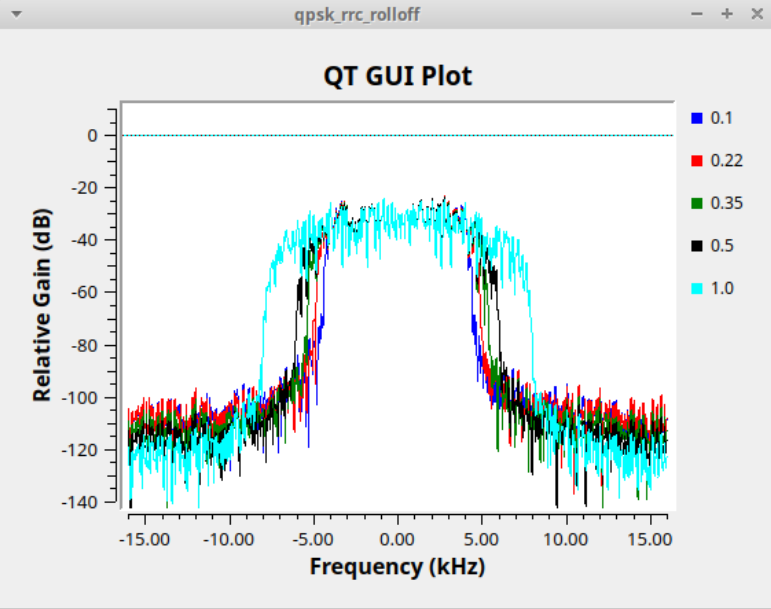 qpsk_rrc_rolloff
QT GUI Plot
0.1
0.22
0.35
0.5
1.0
0
-20
-40
-60
-80
-100
-120
-140
Relative Gain (dB)
-15.00 -10.00 -5.00 0.00 5.00 10.00 15.00
Frequency (kHz)